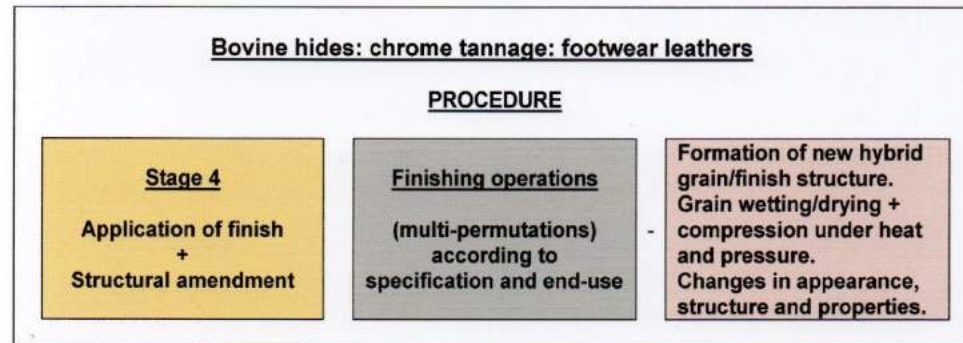 Bovine hides: chrome tannage: footwear leathers
PROCEDURE
Stage 4
Application of finish
+
Structural amendment
Finishing operations
(multi-permutations)
according to
specification and end-use
-
Formation of new hybrid
grain/finish structure.
Grain wetting/drying +
compression under heat
and pressure.
Changes in appearance,
structure and properties.